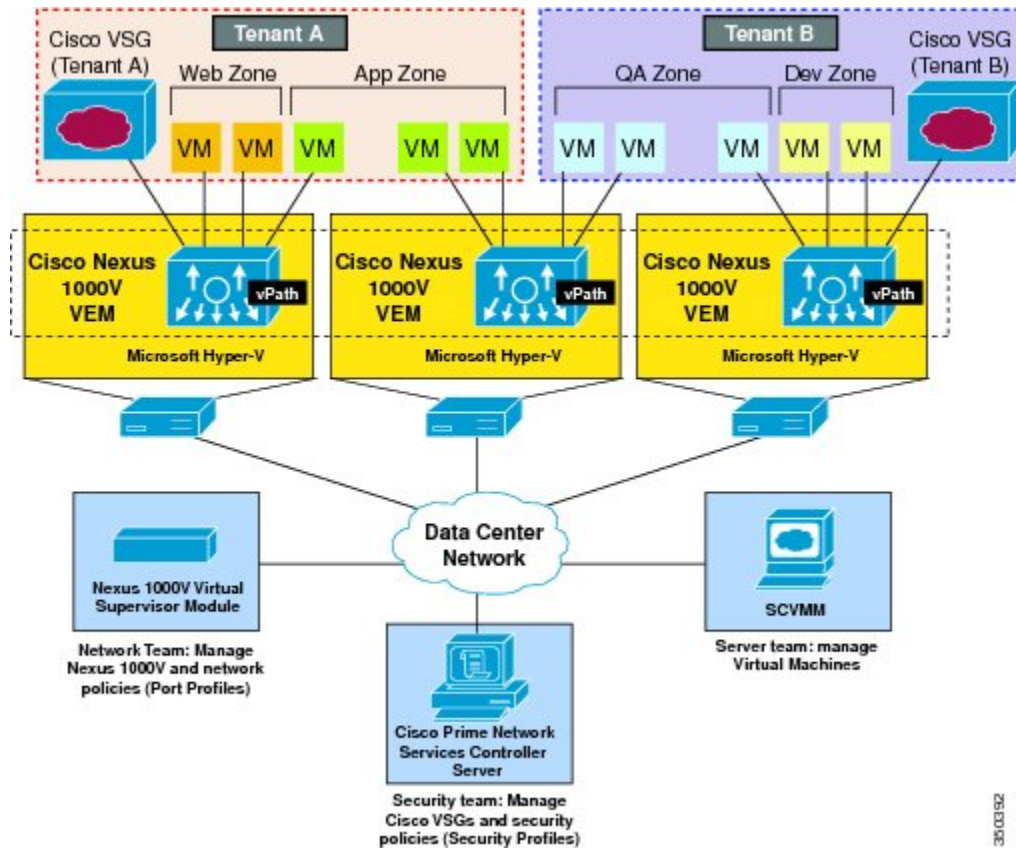 Cisco VSG
(Tenant A)
Tenant A
Web Zone
App Zone
Tenant B
QA Zone
Dev Zone
Cisco VSG
(Tenant B)
VM
VM
VM
VM
VM
VM
VM
VM
VM
VM
Cisco Nexus
1000V
VEM
vPath
Microsoft Hyper-V
Cisco Nexus
1000V
VEM
vPath
Microsoft Hyper-V
Cisco Nexus
1000V
VEM
vPath
Microsoft Hyper-V
Data Center
Network
Nexus 1000V Virtual
Supervisor Module
Network Team: Manage
Nexus 1000V and network
policies (Port Profiles)
SCVMM
Server team: manage
Virtual Machines
Cisco Prime Network
Services Controller
Server
Security team: Manage
Cisco VSGs and security
policies (Security Profiles)
350392